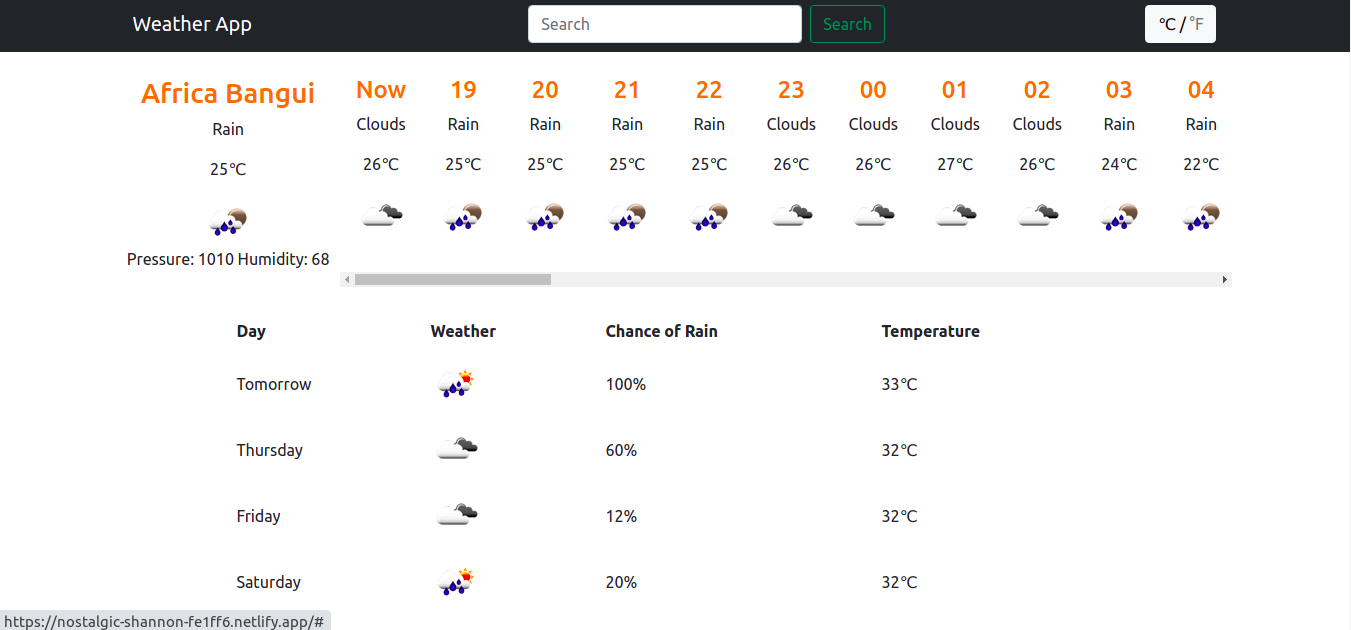 Weather App Search Search °C / °F
Africa Bangui Now 19 20 21 22 23 00 01 02 03 04
Rain Clouds Rain Rain Rain Rain Clouds Clouds Clouds Clouds Rain Rain
25°C 26°C 25°C 25°C 25°C 25°C 26°C 26°C 27°C 26°C 24°C 22°C
Pressure: 1010 Humidity: 68
Day Weather Chance of Rain Temperature
Tomorrow 100% 33°C
Thursday 60% 32°C
Friday 12% 32°C
Saturday 20% 32°C
https://nostalgic-shannon-fe1ff6.netlify.app/#